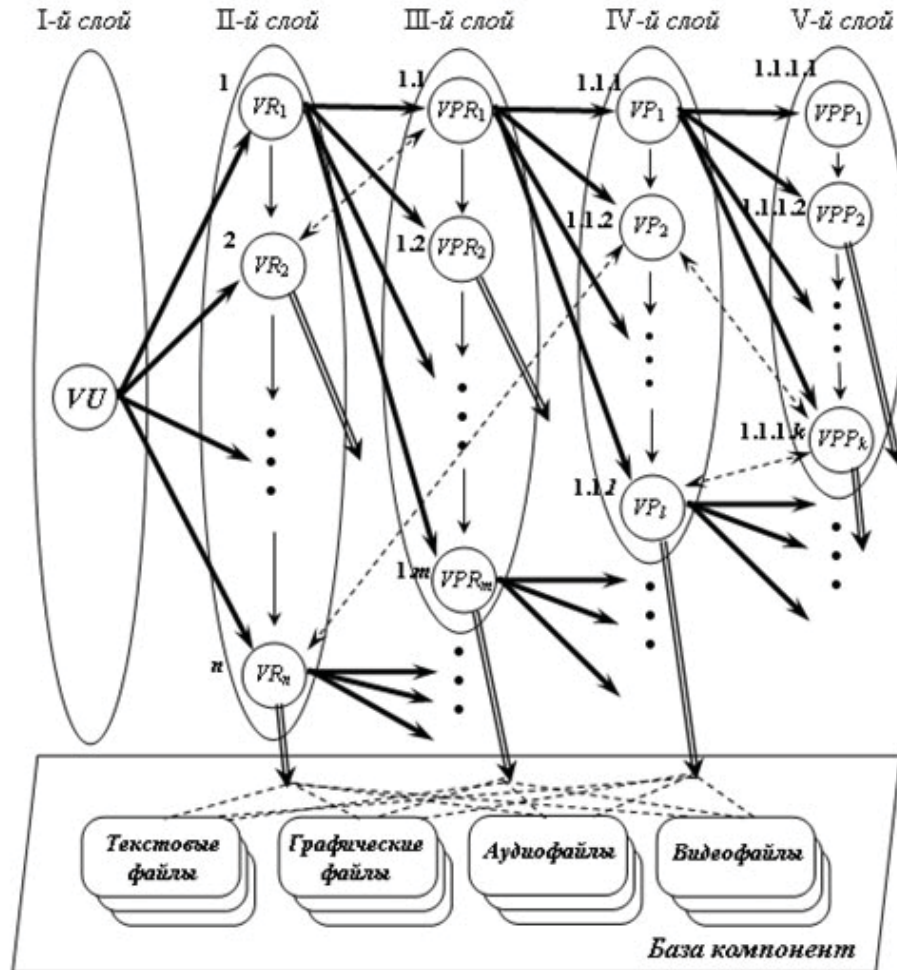 I-й слой II-й слой III-й слой IV-й слой V-й слой
1 VR₁ 1.1 VPR₁ 1.1.1 VP₁ 1.1.1.1 VPP₁
2 VR₂ 1.2 VPR₂ 1.1.2 VP₂ 1.1.1.2 VPP₂
VU
1.1.1.k VPPₖ
1.1.l VPₗ
1.m VPRₘ
n VRₙ
Текстовые файлы
Графические файлы
Аудиофайлы
Видеофайлы
База компонент